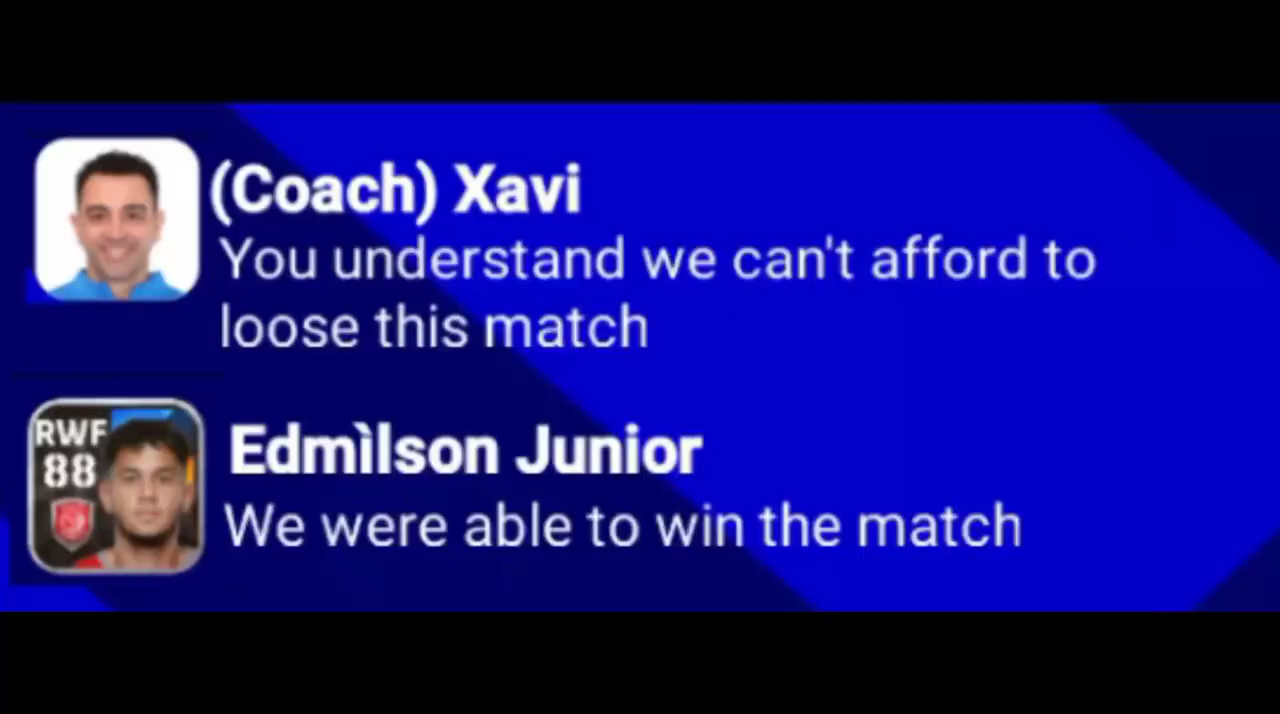 (Coach) Xavi
You understand we can't afford to
loose this match
RWF
88
Edmìlson Junior
We were able to win the match